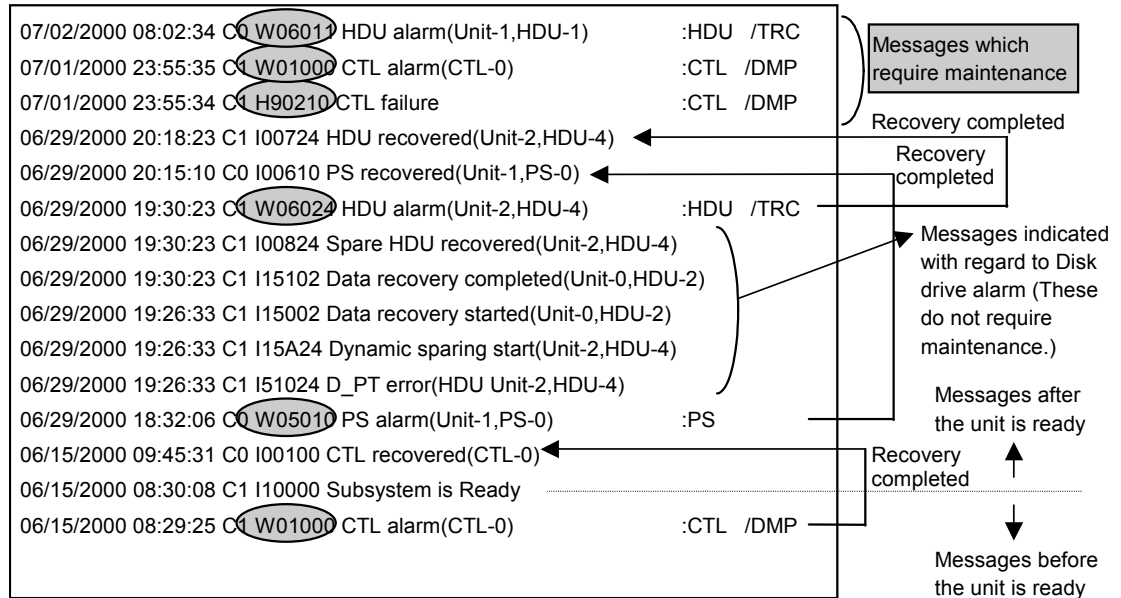 07/02/2000 08:02:34 C0 W06011 HDU alarm(Unit-1,HDU-1) :HDU /TRC
07/01/2000 23:55:35 C1 W01000 CTL alarm(CTL-0) :CTL /DMP
07/01/2000 23:55:34 C1 H90210 CTL failure :CTL /DMP
06/29/2000 20:18:23 C1 I00724 HDU recovered(Unit-2,HDU-4)
06/29/2000 20:15:10 C0 I00610 PS recovered(Unit-1,PS-0)
06/29/2000 19:30:23 C1 W06024 HDU alarm(Unit-2,HDU-4) :HDU /TRC
06/29/2000 19:30:23 C1 I00824 Spare HDU recovered(Unit-2,HDU-4)
06/29/2000 19:30:23 C1 I15102 Data recovery completed(Unit-0,HDU-2)
06/29/2000 19:26:33 C1 I15002 Data recovery started(Unit-0,HDU-2)
06/29/2000 19:26:33 C1 I15A24 Dynamic sparing start(Unit-2,HDU-4)
06/29/2000 19:26:33 C1 I51024 D_PT error(HDU Unit-2,HDU-4)
06/29/2000 18:32:06 C0 W05010 PS alarm(Unit-1,PS-0) :PS
06/15/2000 09:45:31 C0 I00100 CTL recovered(CTL-0)
06/15/2000 08:30:08 C1 I10000 Subsystem is Ready
06/15/2000 08:29:25 C1 W01000 CTL alarm(CTL-0) :CTL /DMP
Messages which
require maintenance
Recovery completed
Recovery
completed
Messages indicated
with regard to Disk
drive alarm (These
do not require
maintenance.)
Messages after
the unit is ready
Recovery
completed
Messages before
the unit is ready